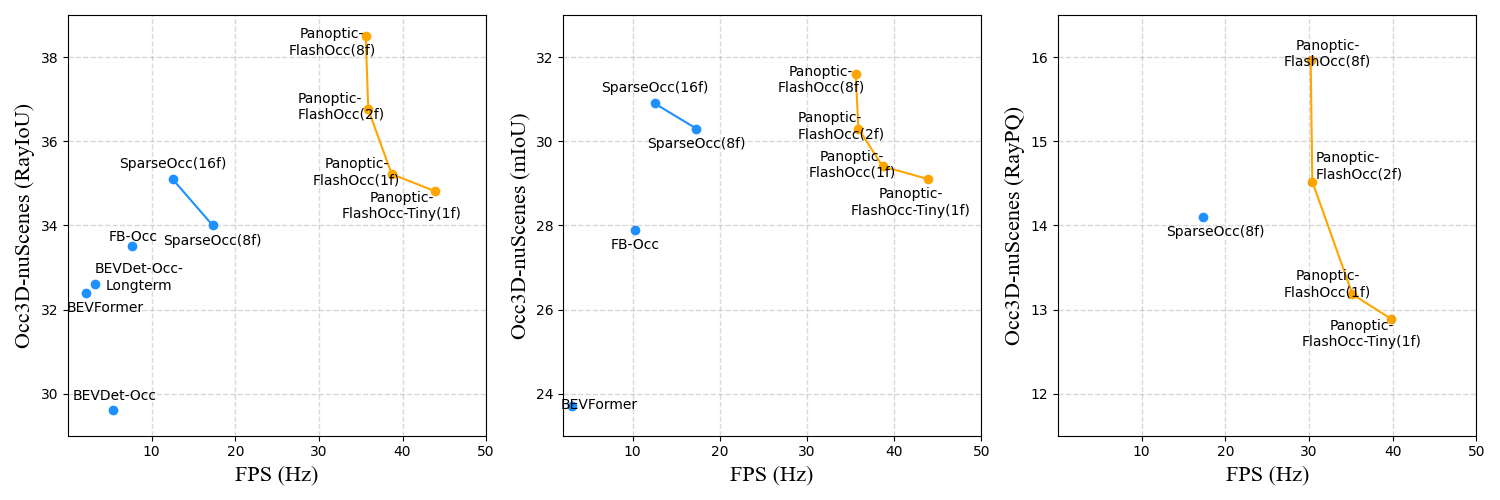 Occ3D-nuScenes (RayIoU)
38
36
34
32
30
Panoptic-
FlashOcc(8f)
Panoptic-
FlashOcc(2f)
Panoptic-
FlashOcc(1f)
Panoptic-
FlashOcc-Tiny(1f)
SparseOcc(16f)
SparseOcc(8f)
FB-Occ
BEVDet-Occ-
Longterm
BEVFormer
BEVDet-Occ
10 20 30 40 50
FPS (Hz)
Occ3D-nuScenes (mIoU)
32
30
28
26
24
Panoptic-
FlashOcc(8f)
SparseOcc(16f)
Panoptic-
FlashOcc(2f)
SparseOcc(8f)
Panoptic-
FlashOcc(1f)
Panoptic-
FlashOcc-Tiny(1f)
FB-Occ
BEVFormer
10 20 30 40 50
FPS (Hz)
Occ3D-nuScenes (RayPQ)
16
15
14
13
12
Panoptic-
FlashOcc(8f)
Panoptic-
FlashOcc(2f)
SparseOcc(8f)
Panoptic-
FlashOcc(1f)
Panoptic-
FlashOcc-Tiny(1f)
10 20 30 40 50
FPS (Hz)